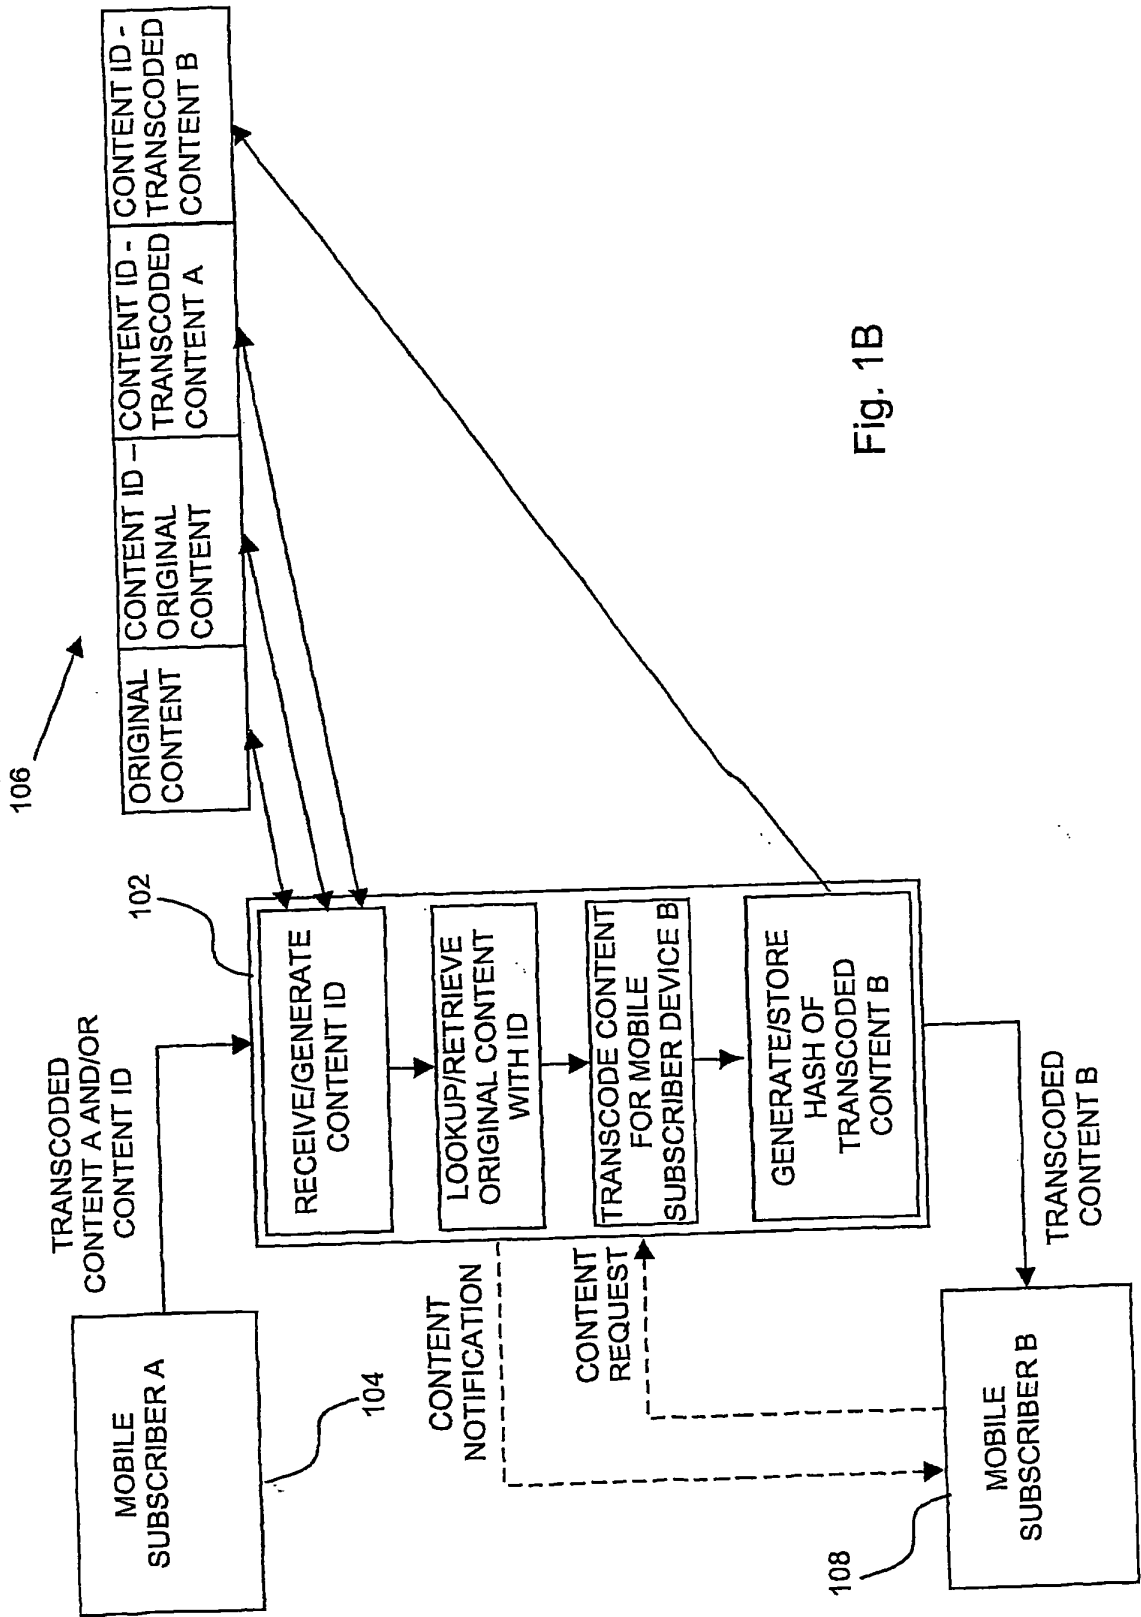 106
ORIGINAL
CONTENT
CONTENT ID –
ORIGINAL
CONTENT
CONTENT ID -
TRANSCODED
CONTENT A
CONTENT ID -
TRANSCODED
CONTENT B
102
TRANSCODED
CONTENT A AND/OR
CONTENT ID
MOBILE
SUBSCRIBER A
104
RECEIVE/GENERATE
CONTENT ID
LOOKUP/RETRIEVE
ORIGINAL CONTENT
WITH ID
TRANSCODE CONTENT
FOR MOBILE
SUBSCRIBER DEVICE B
GENERATE/STORE
HASH OF
TRANSCODED
CONTENT B
CONTENT
NOTIFICATION
CONTENT
REQUEST
TRANSCODED
CONTENT B
MOBILE
SUBSCRIBER B
108
Fig. 1B